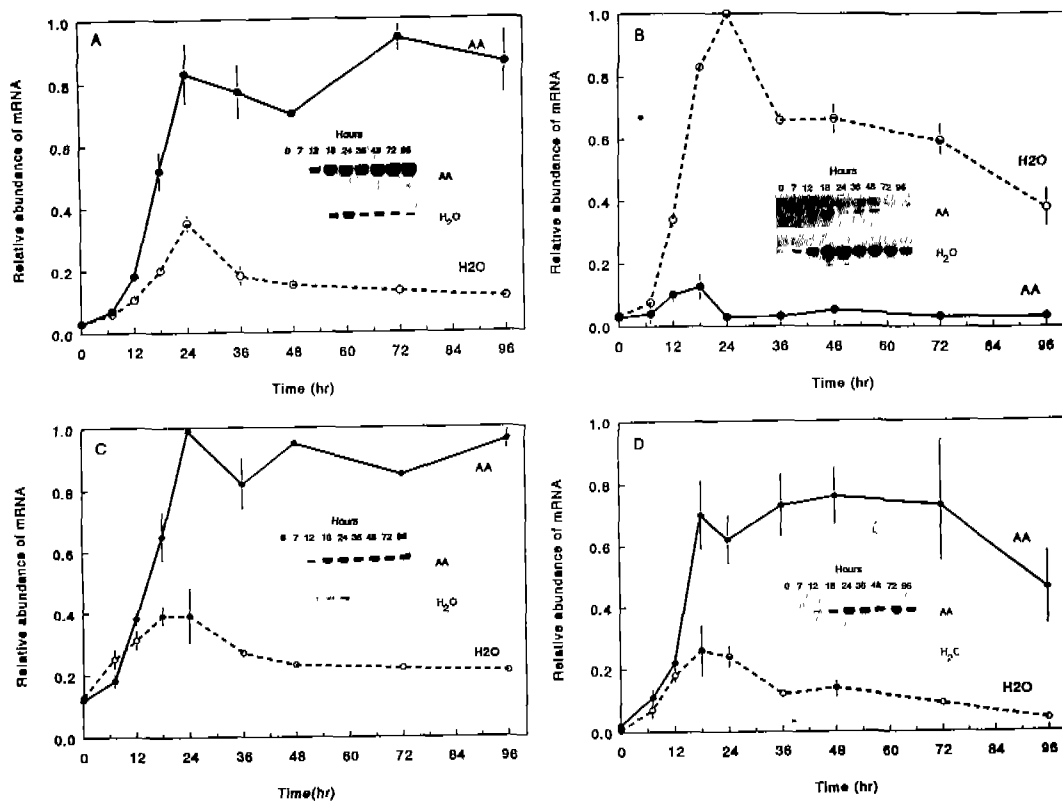 A
AA
H2O
Hours
0 7 12 18 24 36 48 72 96
AA
H₂O
Relative abundance of mRNA
1.0
0.8
0.6
0.4
0.2
0.0
0 12 24 36 48 60 72 84 96
Time (hr)
B
H2O
AA
Hours
0 7 12 18 24 36 48 72 96
AA
H₂O
Relative abundance of mRNA
1.0
0.8
0.6
0.4
0.2
0.0
0 12 24 36 48 60 72 84 96
Time (hr)
C
AA
H2O
Hours
7 12 18 24 36 48 72
AA
H₂O
Relative abundance of mRNA
1.0
0.8
0.6
0.4
0.2
0.0
0 12 24 36 48 60 72 84 96
Time(hr)
D
AA
H2O
Hours
0 7 12 18 24 36 48 72 96
AA
Relative abundance of mRNA
1.0
0.8
0.6
0.4
0.2
0.0
0 12 24 36 48 60 72 84 96
Time (hr)